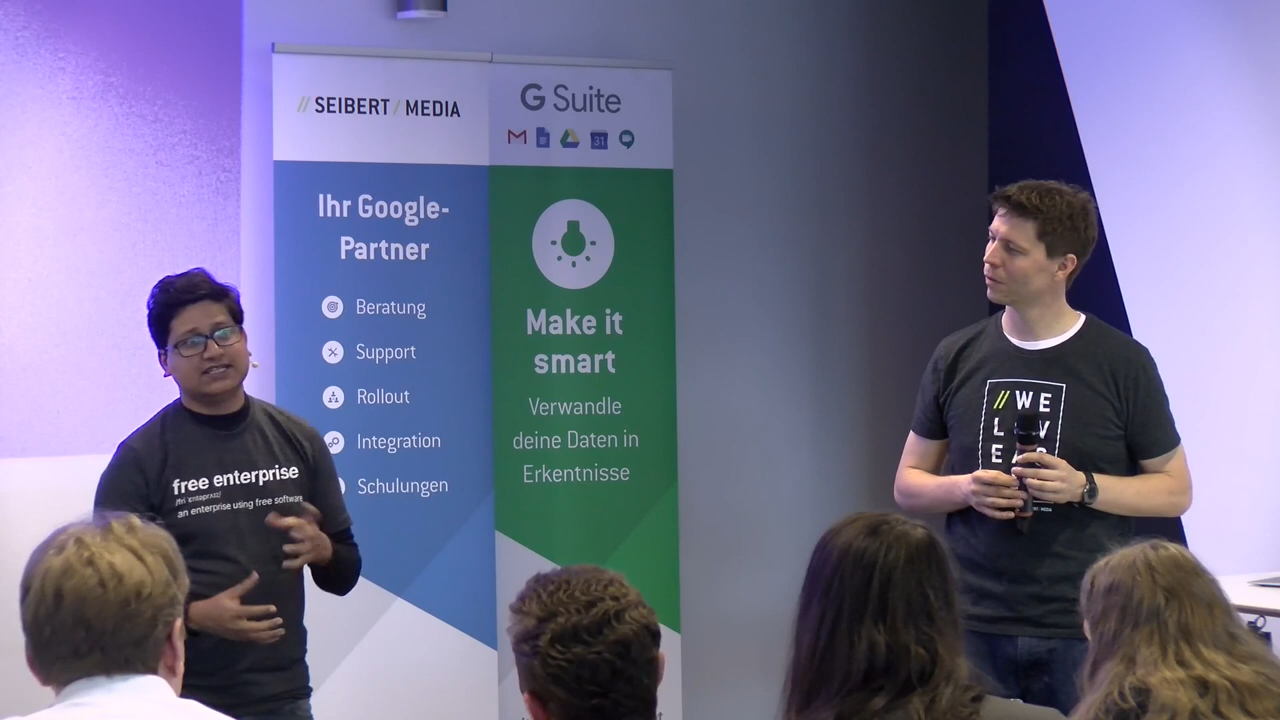 // SEIBERT / MEDIA
Ihr Google-
Partner
Beratung
Support
Rollout
Integration
Schulungen
G Suite
31
Make it
smart
Verwandle
deine Daten in
Erkentnisse
free enterprise
an enterprise using free software
// WE